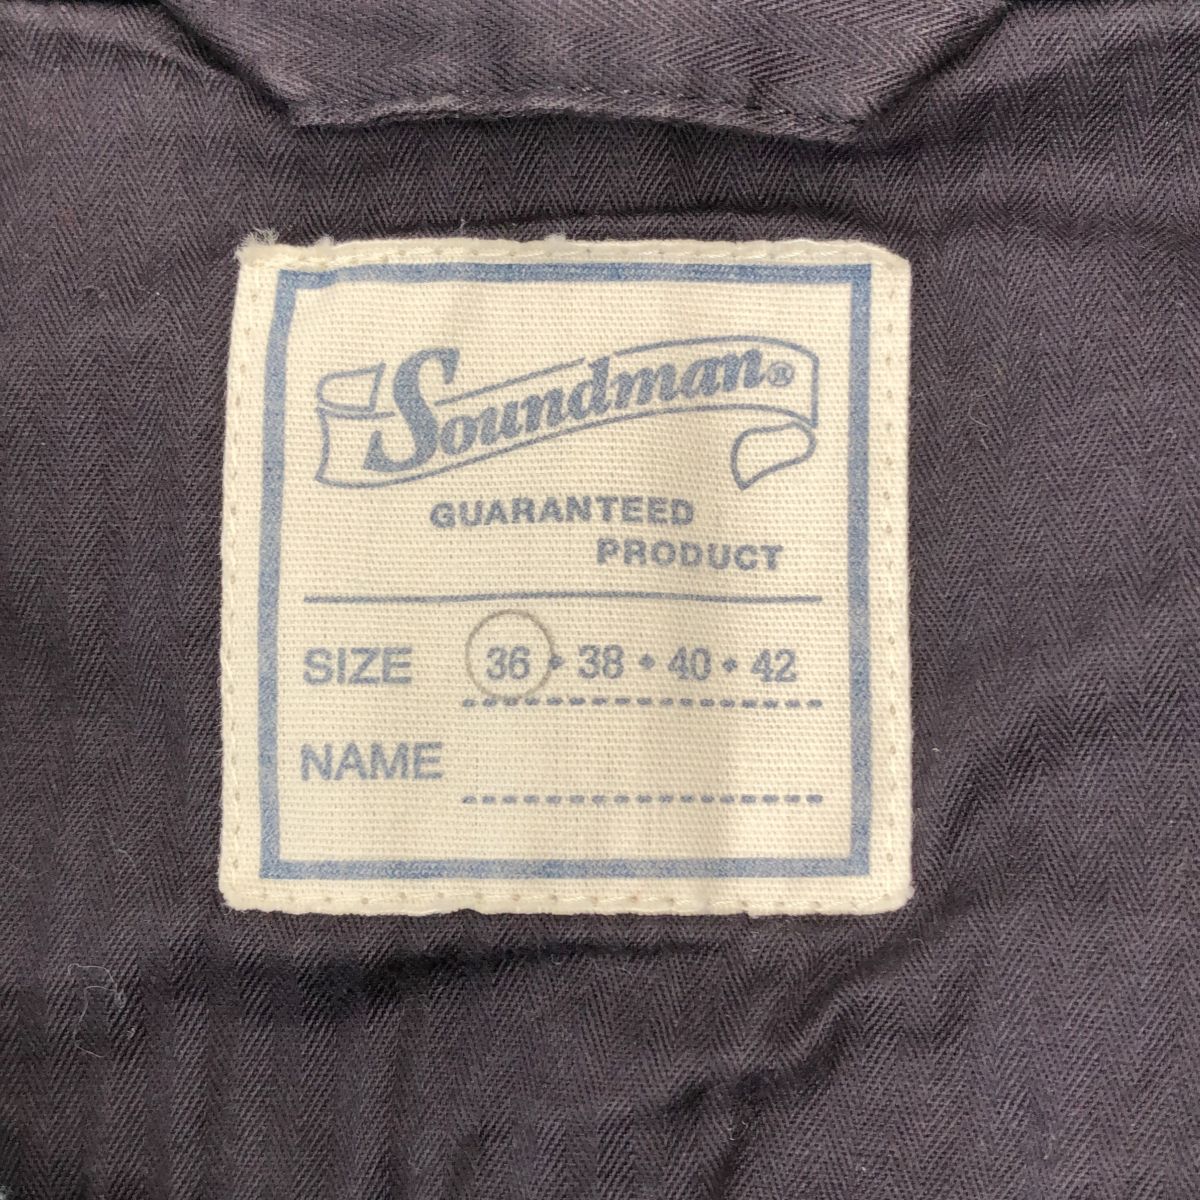 Soundman®
GUARANTEED
PRODUCT
SIZE 36 • 38 • 40 • 42
NAME